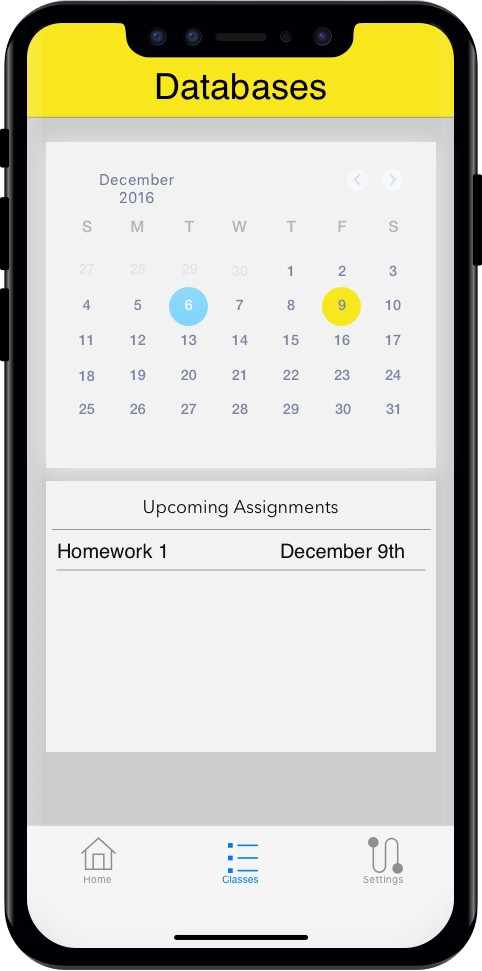 Databases
December
2016
S M T W T F S
27 28 29 30 1 2 3
4 5 6 7 8 9 10
11 12 13 14 15 16 17
18 19 20 21 22 23 24
25 26 27 28 29 30 31
Upcoming Assignments
Homework 1 December 9th
Home Classes Settings